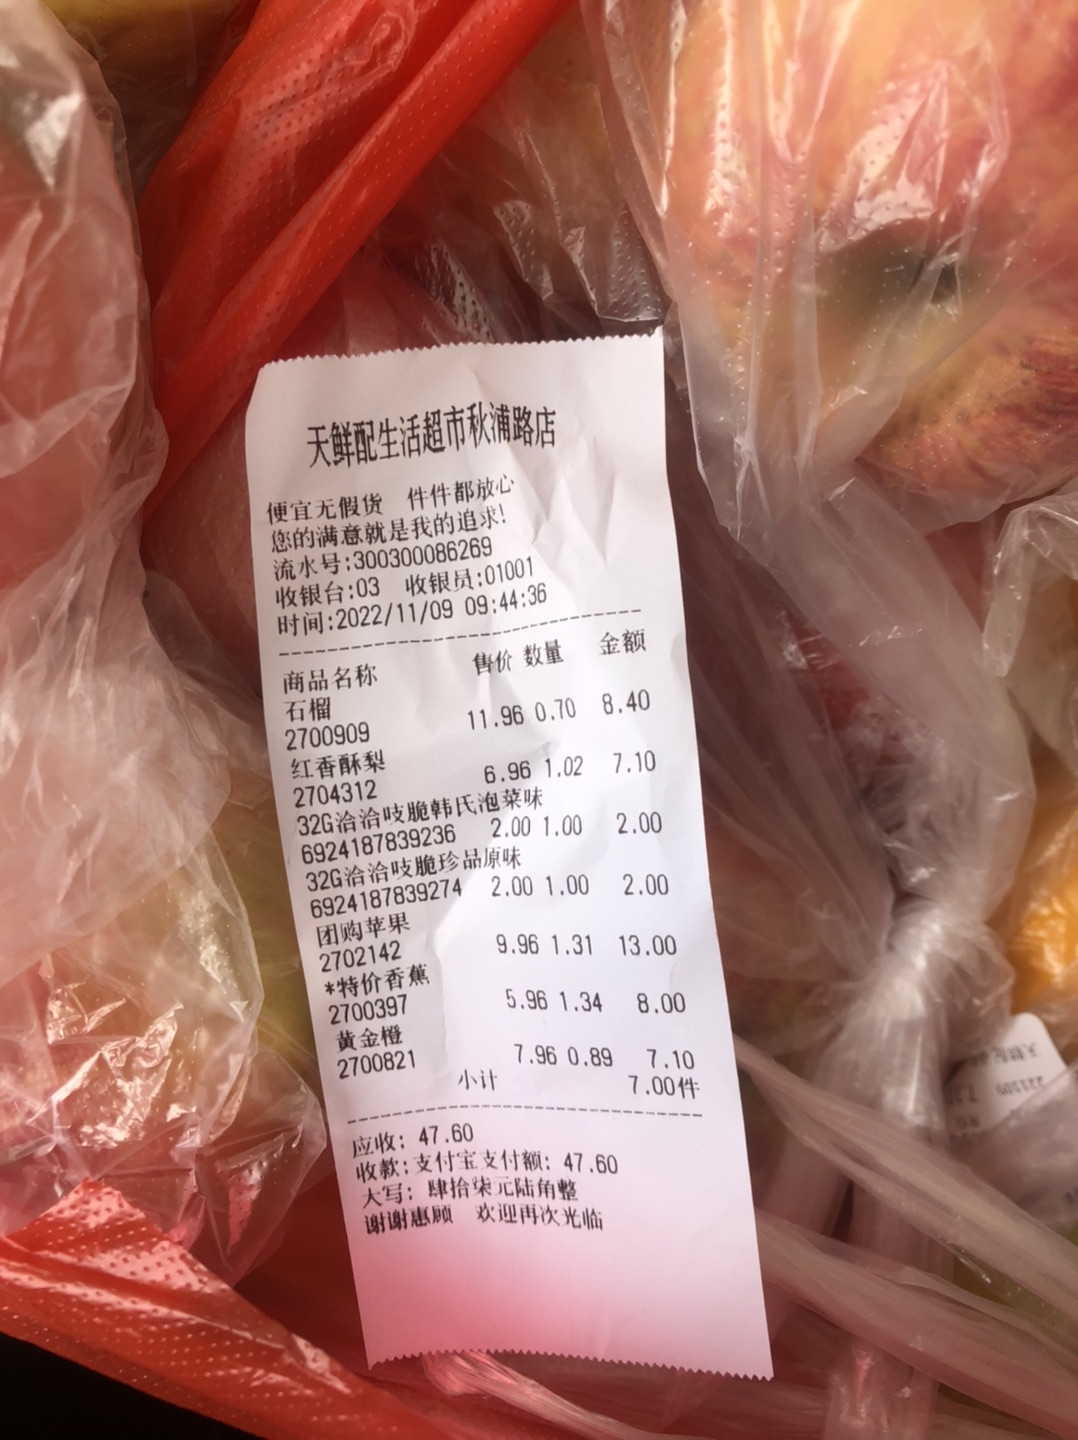 天鲜配生活超市秋浦路店
便宜无假货 件件都放心
您的满意就是我的追求!
流水号:300300086269
收银台:03 收银员:01001
时间:2022/11/09 09:44:36
商品名称 售价 数量 金额
石榴
2700909 11.96 0.70 8.40
红香酥梨
2704312 6.96 1.02 7.10
32G洽洽吱脆韩氏泡菜味
6924187839236 2.00 1.00 2.00
32G洽洽吱脆珍品原味
6924187839274 2.00 1.00 2.00
团购苹果
2702142 9.96 1.31 13.00
*特价香蕉
2700397 5.96 1.34 8.00
黄金橙
2700821 7.96 0.89 7.10
小计 7.00件
应收: 47.60
收款:支付宝支付额: 47.60
大写: 肆拾柒元陆角整
谢谢惠顾 欢迎再次光临